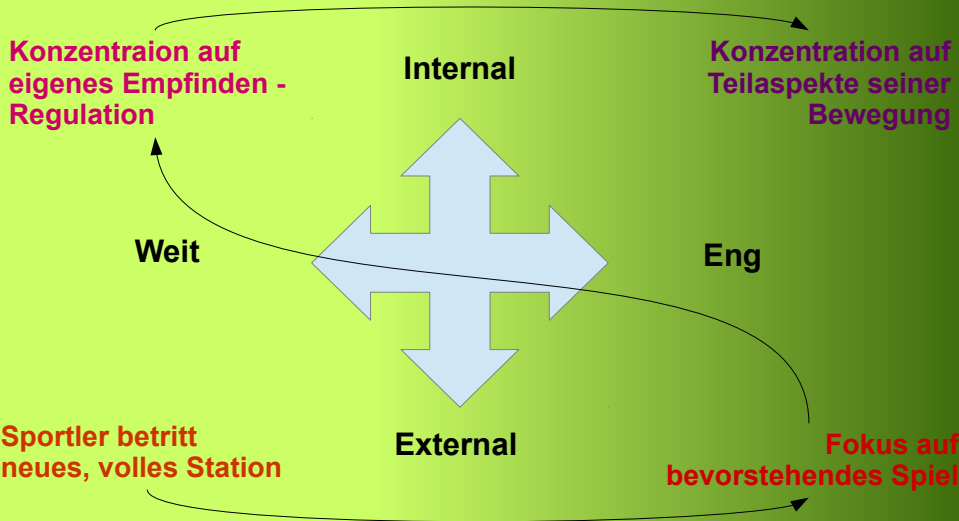 Konzentraion auf
eigenes Empfinden -
Regulation
Internal
Konzentration auf
Teilaspekte seiner
Bewegung
Weit
Eng
Sportler betritt
neues, volles Station
External
Fokus auf
bevorstehendes Spiel